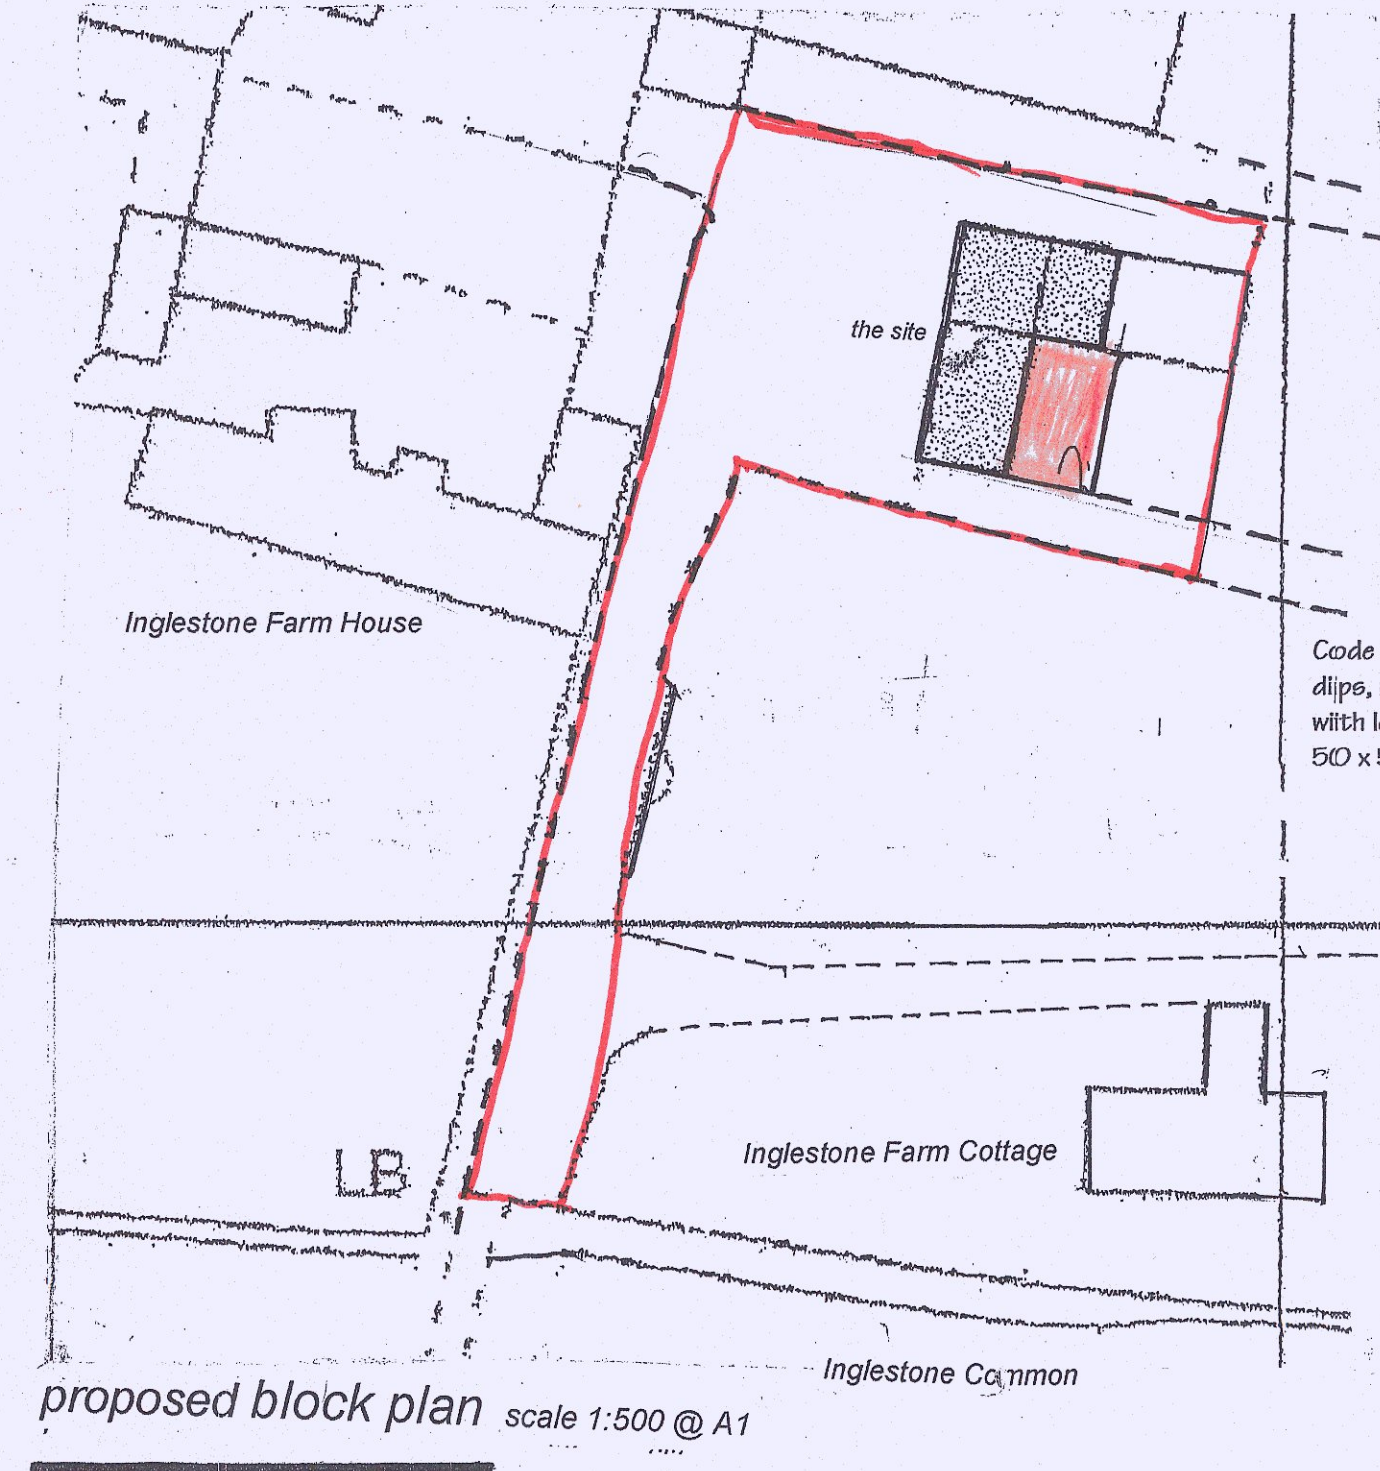 the site
Inglestone Farm House
Code
dips,
with
50 x
Inglestone Farm Cottage
LB
Inglestone Common
proposed block plan scale 1:500 @ A1